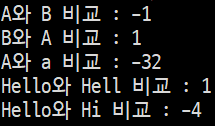 A와 B 비교 : -1
B와 A 비교 : 1
A와 a 비교 : -32
Hello와 Hell 비교 : 1
Hello와 Hi 비교 : -4